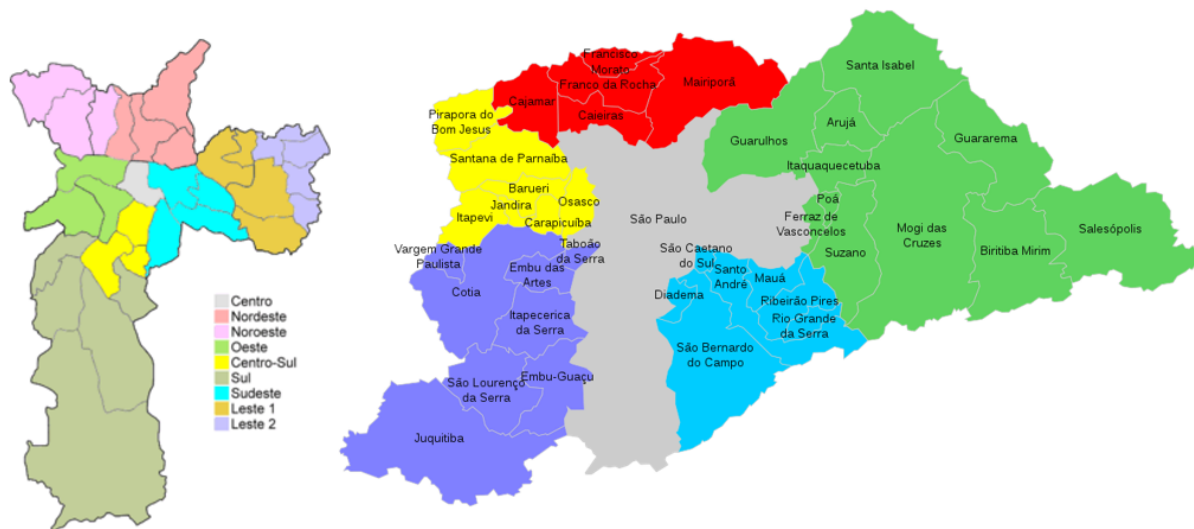 Centro
Nordeste
Noroeste
Oeste
Centro-Sul
Sul
Sudeste
Leste 1
Leste 2
Francisco
Morato
Franco da Rocha
Mairiporã
Cajamar
Caieiras
Santa Isabel
Pirapora do
Bom Jesus
Guarulhos
Arujá
Guararema
Santana de Parnaíba
Itaquaquecetuba
Barueri
Jandira
Osasco
Itapevi
Carapicuíba
São Paulo
Poá
Ferraz de
Vasconcelos
Mogi das
Cruzes
Salesópolis
Biritiba Mirim
Suzano
Vargem Grande
Paulista
Taboão
da Serra
São Caetano
do Sul
Cotia
Embu das
Artes
Santo
André
Mauá
Diadema
Ribeirão Pires
Rio Grande
da Serra
Itapecerica
da Serra
São Bernardo
do Campo
São Lourenço
da Serra
Embu-Guaçu
Juquitiba